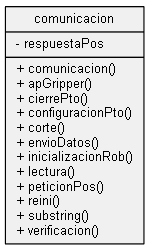 comunicacion
- respuestaPos
+ comunicacion()
+ apGripper()
+ cierrePto()
+ configuracionPto()
+ corte()
+ envioDatos()
+ inicializacionRob()
+ lectura()
+ peticionPos()
+ reini()
+ substring()
+ verificacion()